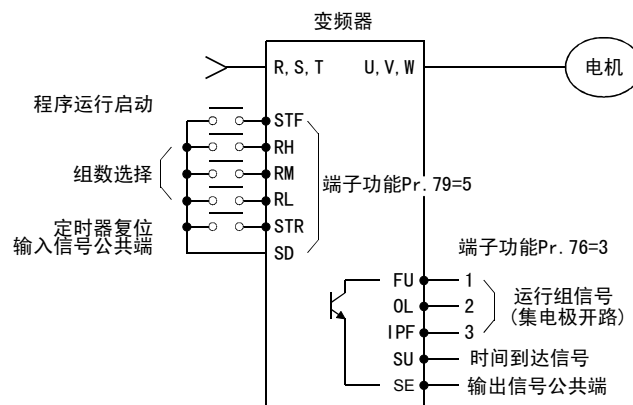 变频器
R, S, T U, V, W
电机
程序运行启动
STF
RH
组数选择
RM
端子功能Pr. 79=5
RL
定时器复位
STR
输入信号公共端
SD
端子功能Pr. 76=3
FU 1
OL 2
运行组信号
(集电极开路)
IPF 3
SU 时间到达信号
SE 输出信号公共端